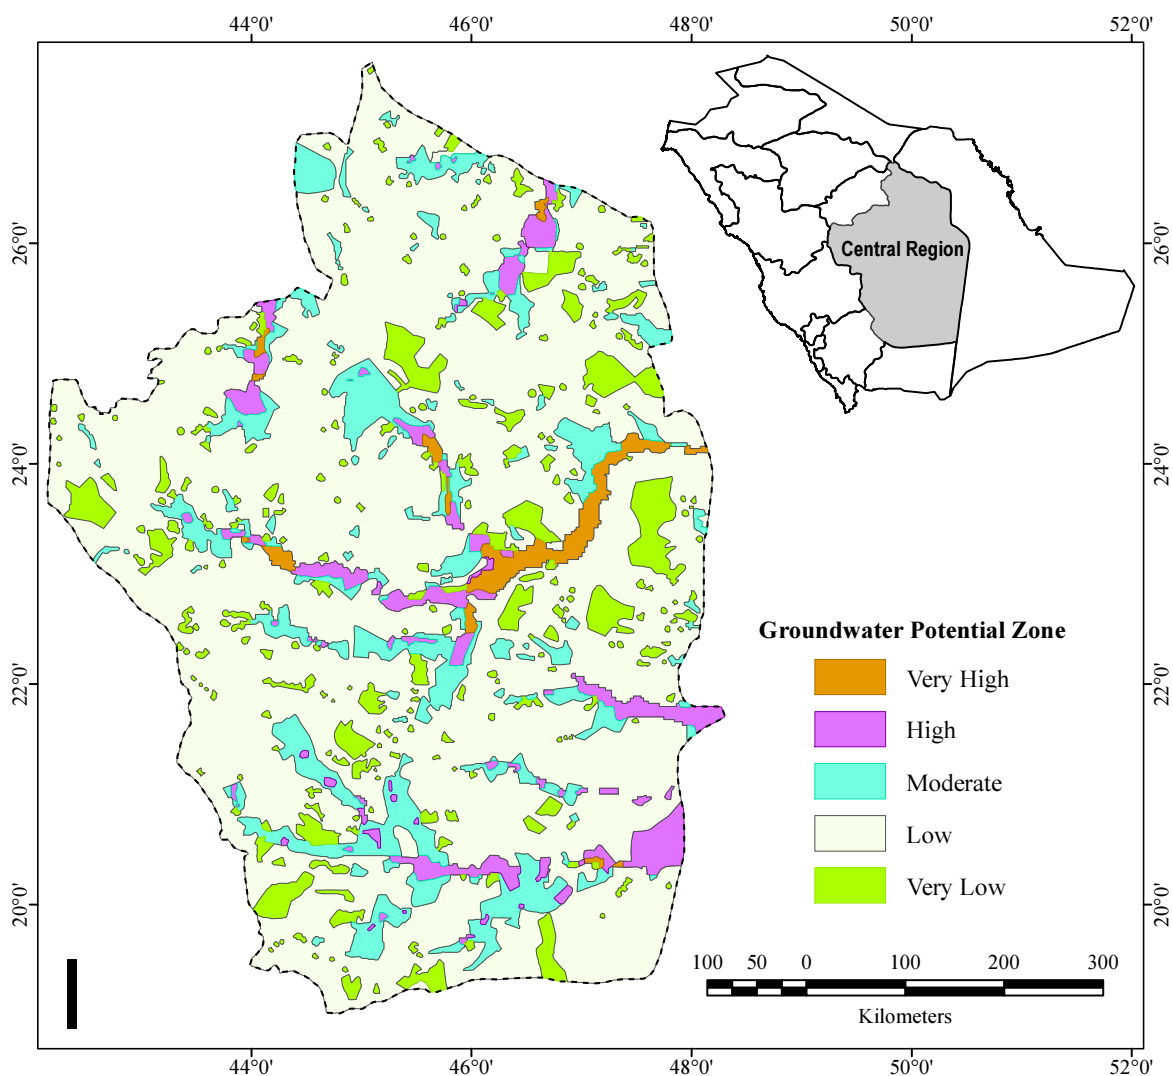 44°0'
46°0'
48°0'
50°0'
52°0'
26°0'
24°0'
22°0'
20°0'
26°0'
24°0'
22°0'
20°0'
Central Region
Groundwater Potential Zone
Very High
High
Moderate
Low
Very Low
100 50 0 100 200 300
Kilometers
44°0'
46°0'
48°0'
50°0'
52°0'